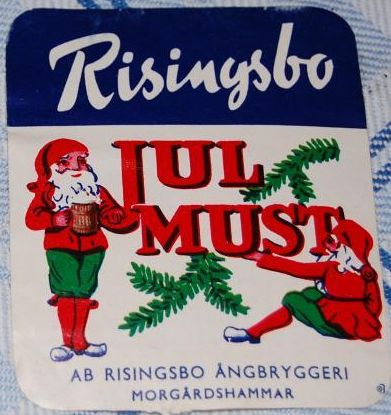 Risingsbo
JUL
MUST
AB RISINGSBO ÅNGBRYGGERI
MORGÅRDSHAMMAR